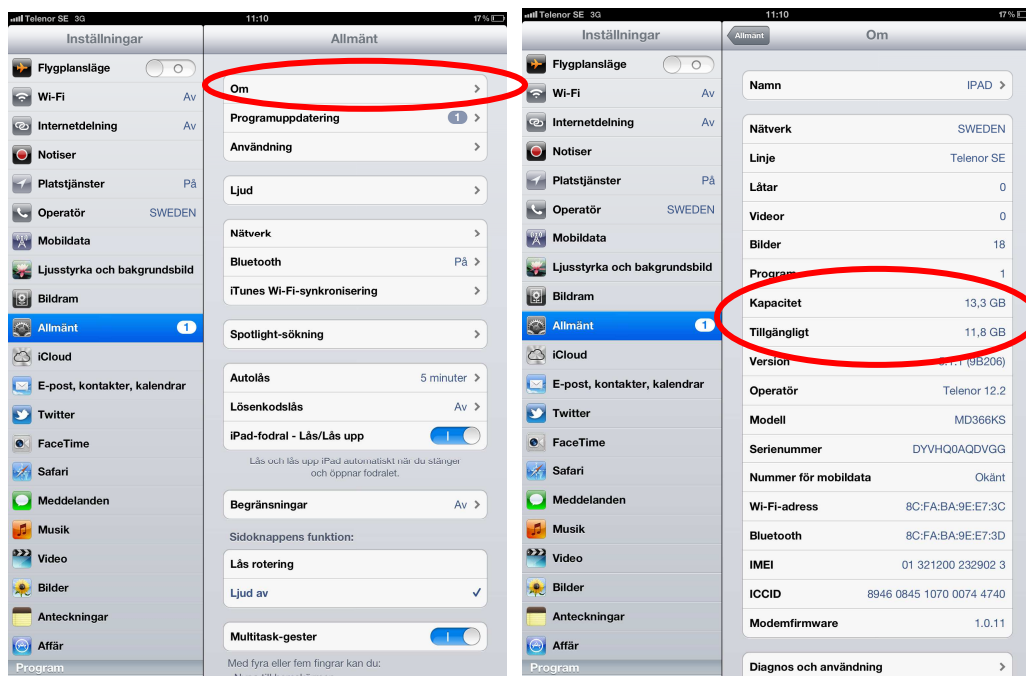 Telenor SE 3G 11:10 17 %
Inställningar
Flygplansläge
Wi-Fi Av
Internetdelning Av
Notiser
Platstjänster På
Operatör SWEDEN
Mobildata
Ljusstyrka och bakgrundsbild
Bildram
Allmänt 1
iCloud
E-post, kontakter, kalendrar
Twitter
FaceTime
Safari
Meddelanden
Musik
Video
Bilder
Anteckningar
Affär
Program
Allmänt
Om
Programuppdatering 1
Användning
Ljud
Nätverk
Bluetooth På
iTunes Wi-Fi-synkronisering
Spotlight-sökning
Autolås 5 minuter
Lösenkodslås Av
iPad-fodral - Lås/Lås upp
Lås och lås upp iPad automatiskt när du stänger
och öppnar fodralet.
Begränsningar Av
Sidoknappens funktion:
Lås rotering
Ljud av
Multitask-gester
Med fyra eller fem fingrar kan du:
Telenor SE 3G 11:10 17 %
Inställningar
Flygplansläge
Wi-Fi Av
Internetdelning Av
Notiser
Platstjänster På
Operatör SWEDEN
Mobildata
Ljusstyrka och bakgrundsbild
Bildram
Allmänt 1
iCloud
E-post, kontakter, kalendrar
Twitter
FaceTime
Safari
Meddelanden
Musik
Video
Bilder
Anteckningar
Affär
Program
Allmänt Om
Namn IPAD
Nätverk SWEDEN
Linje Telenor SE
Låtar 0
Videor 0
Bilder 18
Program 1
Kapacitet 13,3 GB
Tillgängligt 11,8 GB
Version (9B206)
Operatör Telenor 12.2
Modell MD366KS
Serienummer DYVHQ0AQDVGG
Nummer för mobildata Okänt
Wi-Fi-adress 8C:FA:BA:9E:E7:3C
Bluetooth 8C:FA:BA:9E:E7:3D
IMEI 01 321200 232902 3
ICCID 8946 0845 1070 0074 4740
Modemfirmware 1.0.11
Diagnos och användning